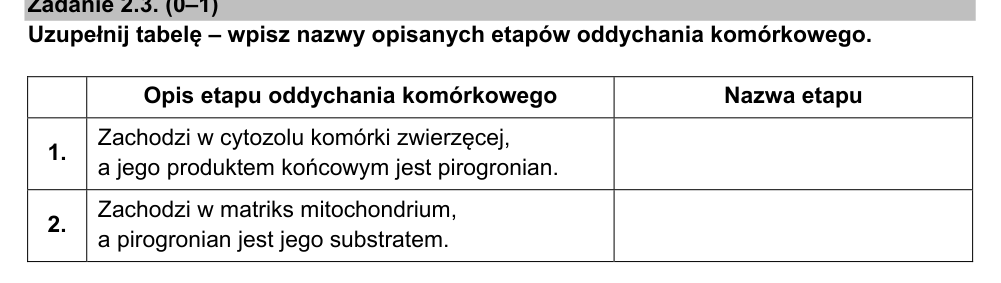 Zadanie 2.3. (0–1)
Uzupełnij tabelę – wpisz nazwy opisanych etapów oddychania komórkowego.
Opis etapu oddychania komórkowego
Nazwa etapu
1.
Zachodzi w cytozolu komórki zwierzęcej,
a jego produktem końcowym jest pirogronian.
2.
Zachodzi w matriks mitochondrium,
a pirogronian jest jego substratem.